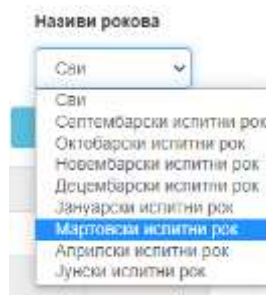 Називи рокова
Сви
Сви
Септембарски испитни рок
Октобарски испитни рок
Новембарски испитни рок
Децембарски испитни рок
Јануарски испитни рок
Мартовски испитни рок
Априлски испитни рок
Јунски испитни рок